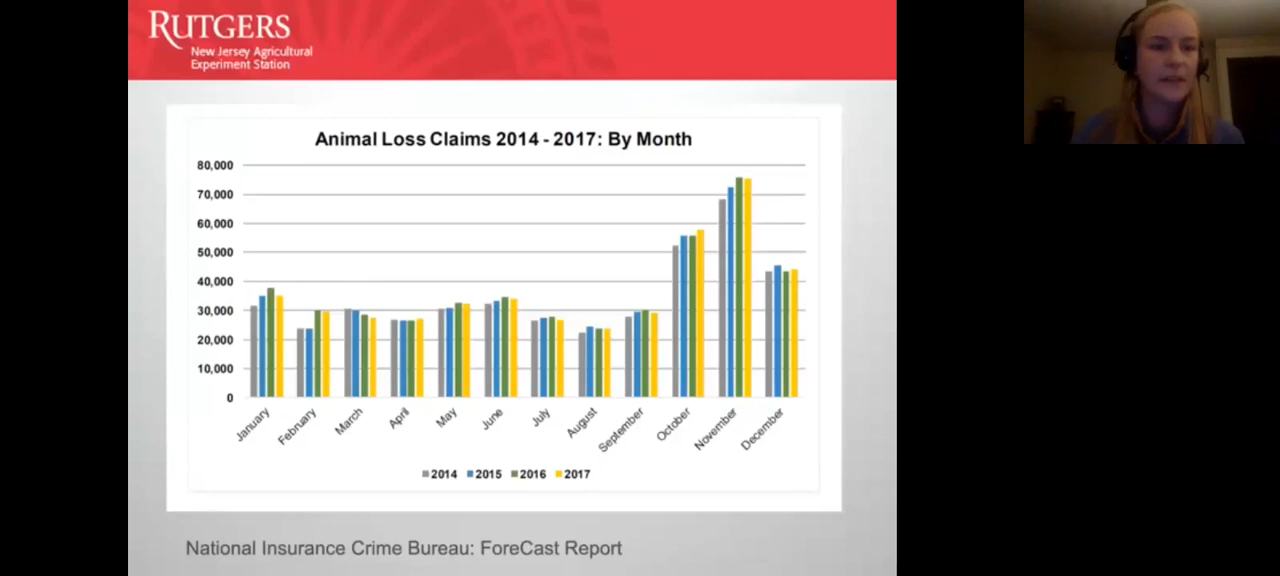 RUTGERS
New Jersey Agricultural
Experiment Station
Animal Loss Claims 2014 - 2017: By Month
80,000
70,000
60,000
50,000
40,000
30,000
20,000
10,000
0
January
February
March
April
May
June
July
August
September
October
November
December
2014 2015 2016 2017
National Insurance Crime Bureau: ForeCast Report